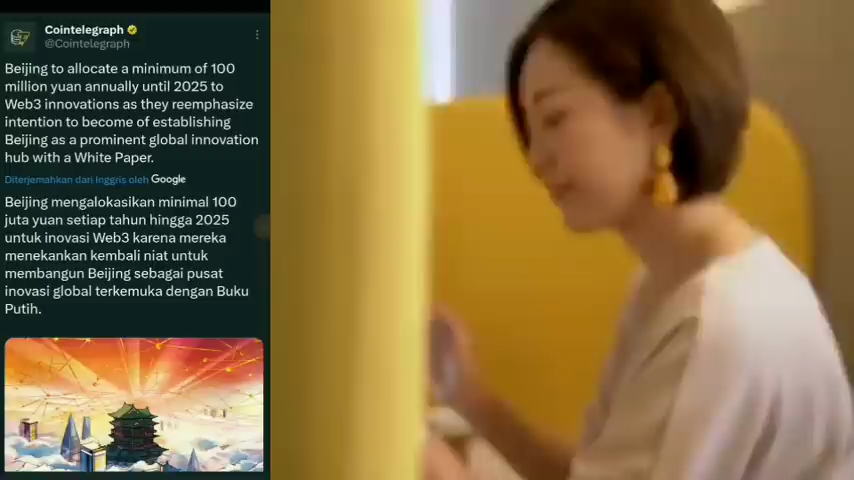 Cointelegraph
@Cointelegraph
Beijing to allocate a minimum of 100
million yuan annually until 2025 to
Web3 innovations as they reemphasize
intention to become of establishing
Beijing as a prominent global innovation
hub with a White Paper.
Diterjemahkan dari Inggris oleh Google
Beijing mengalokasikan minimal 100
juta yuan setiap tahun hingga 2025
untuk inovasi Web3 karena mereka
menekankan kembali niat untuk
membangun Beijing sebagai pusat
inovasi global terkemuka dengan Buku
Putih.